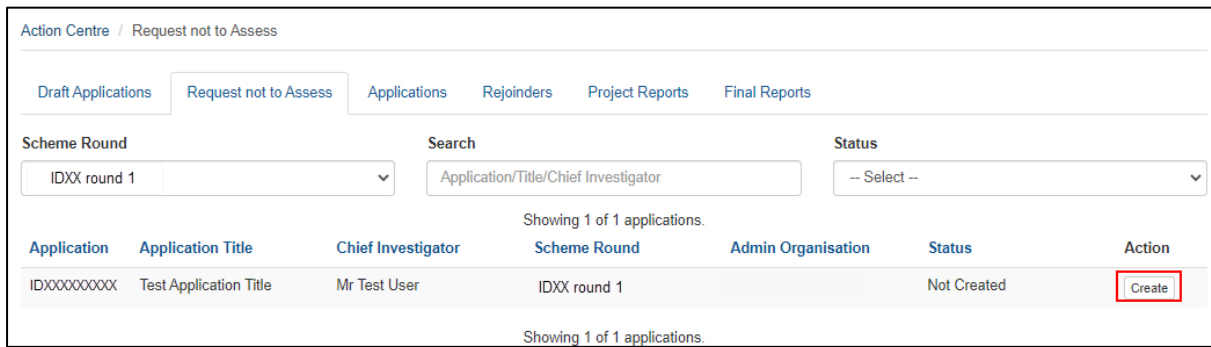 Action Centre / Request not to Assess
Draft Applications Request not to Assess Applications Rejoinders Project Reports Final Reports
Scheme Round Search Status
IDXX round 1 Application/Title/Chief Investigator -- Select --
Showing 1 of 1 applications.
Application Application Title Chief Investigator Scheme Round Admin Organisation Status Action
IDXXXXXXXXX Test Application Title Mr Test User IDXX round 1 Not Created Create
Showing 1 of 1 applications.